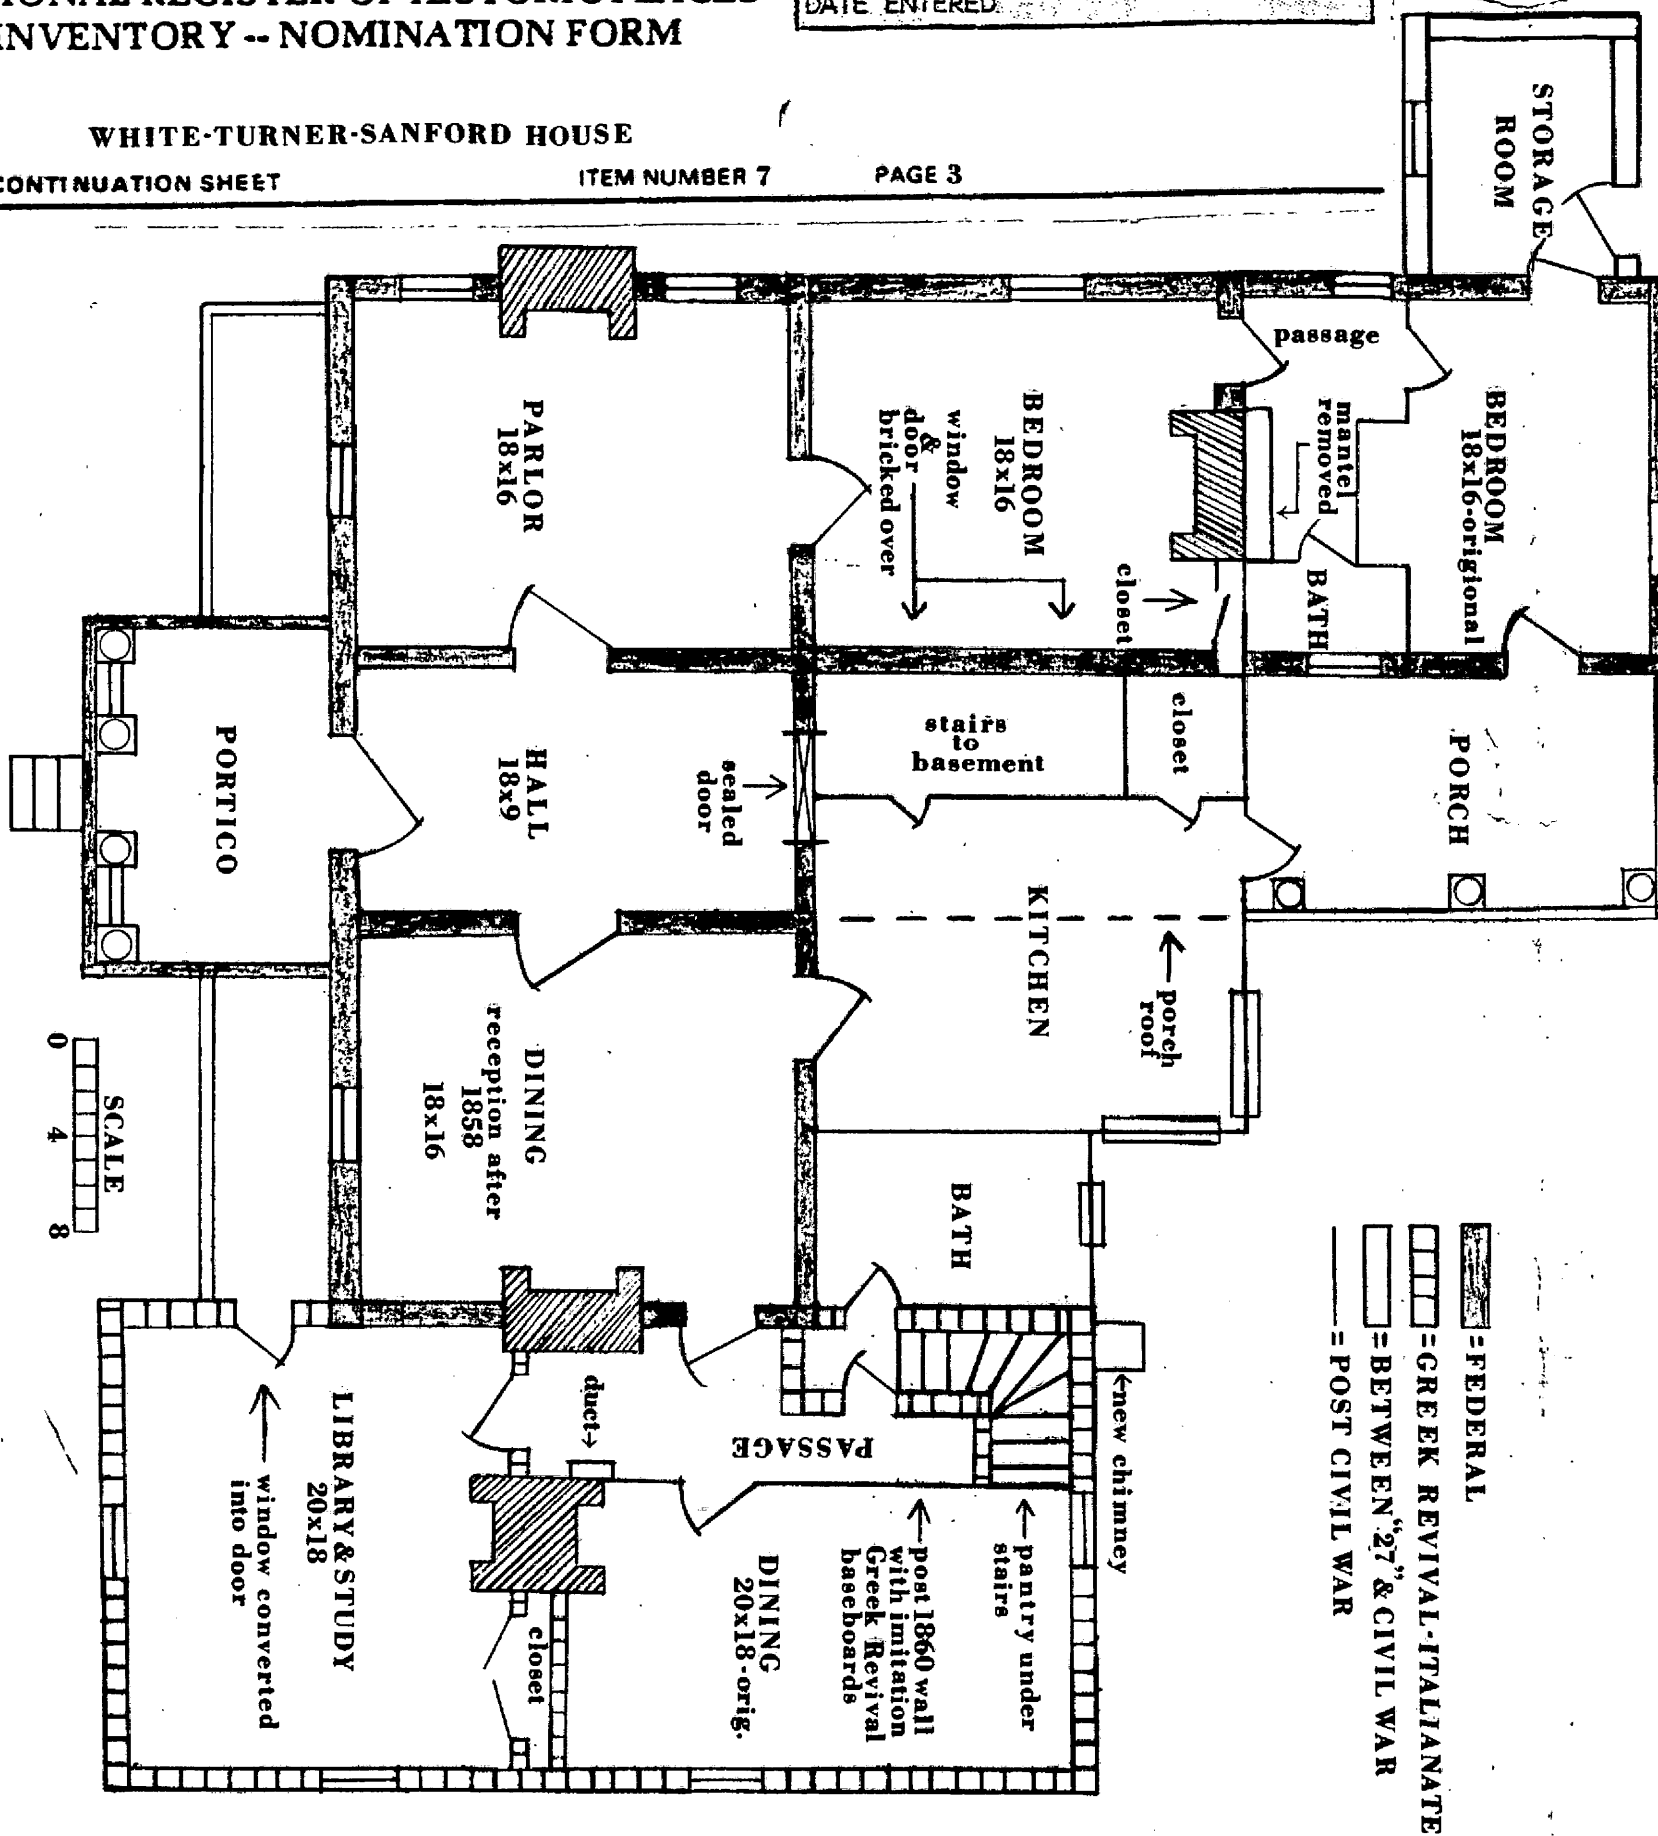 INVENTORY -- NOMINATION FORM
DATE ENTERED
WHITE-TURNER-SANFORD HOUSE
CONTINUATION SHEET ITEM NUMBER 7 PAGE 3
STORAGE
ROOM
passage
mantel
removed
BEDROOM
18x16-origional
BATH
BEDROOM
18x16
window
&
door
bricked over
closet
PARLOR
18x16
PORTICO
HALL
18x9
sealed
door
stairs
to
basement
closet
PORCH
KITCHEN
porch
roof
DINING
reception after
1858
18x16
BATH
SCALE
0 4 8
=FEDERAL
=GREEK REVIVAL-ITALIANATE
=BETWEEN "27" & CIVIL WAR
=POST CIVIL WAR
←new chimney
duct→
PASSAGE
LIBRARY & STUDY
20x18
window converted
into door
closet
DINING
20x18-orig.
post 1860 wall
with imitation
Greek Revival
baseboards
pantry under
stairs